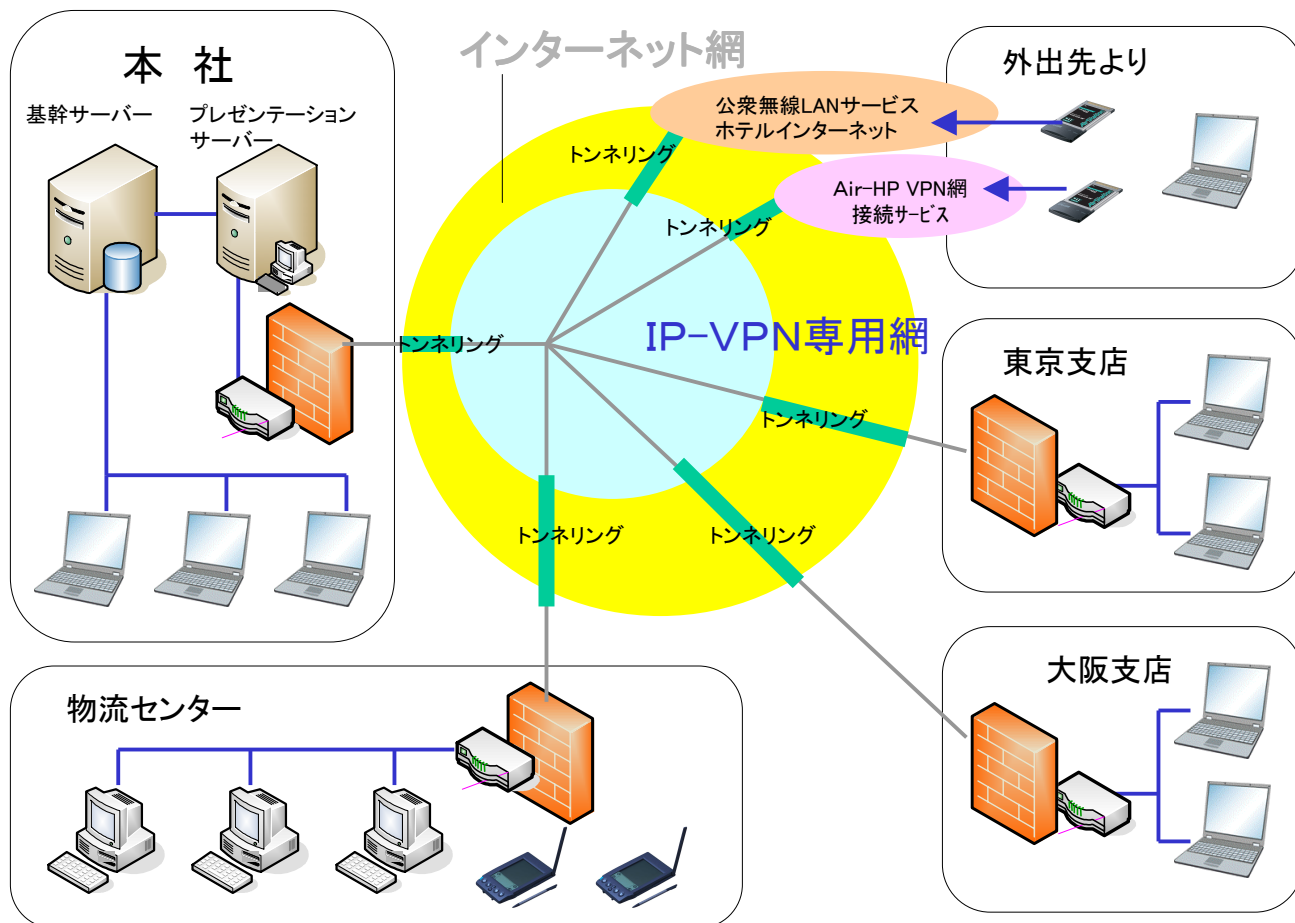 本 社
基幹サーバー
プレゼンテーション
サーバー
インターネット網
公衆無線LANサービス
ホテルインターネット
外出先より
トンネリング
Air-HP VPN網
接続サービス
トンネリング
トンネリング
IP-VPN専用網
東京支店
トンネリング
トンネリング
トンネリング
大阪支店
物流センター